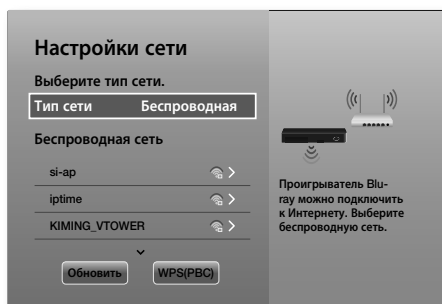 Настройки сети
Выберите тип сети.
Тип сети Беспроводная
Беспроводная сеть
si-ap
iptime
KIMING_VTOWER
Обновить WPS(PBC)
Проигрыватель Blu-
ray можно подключить
к Интернету. Выберите
беспроводную сеть.